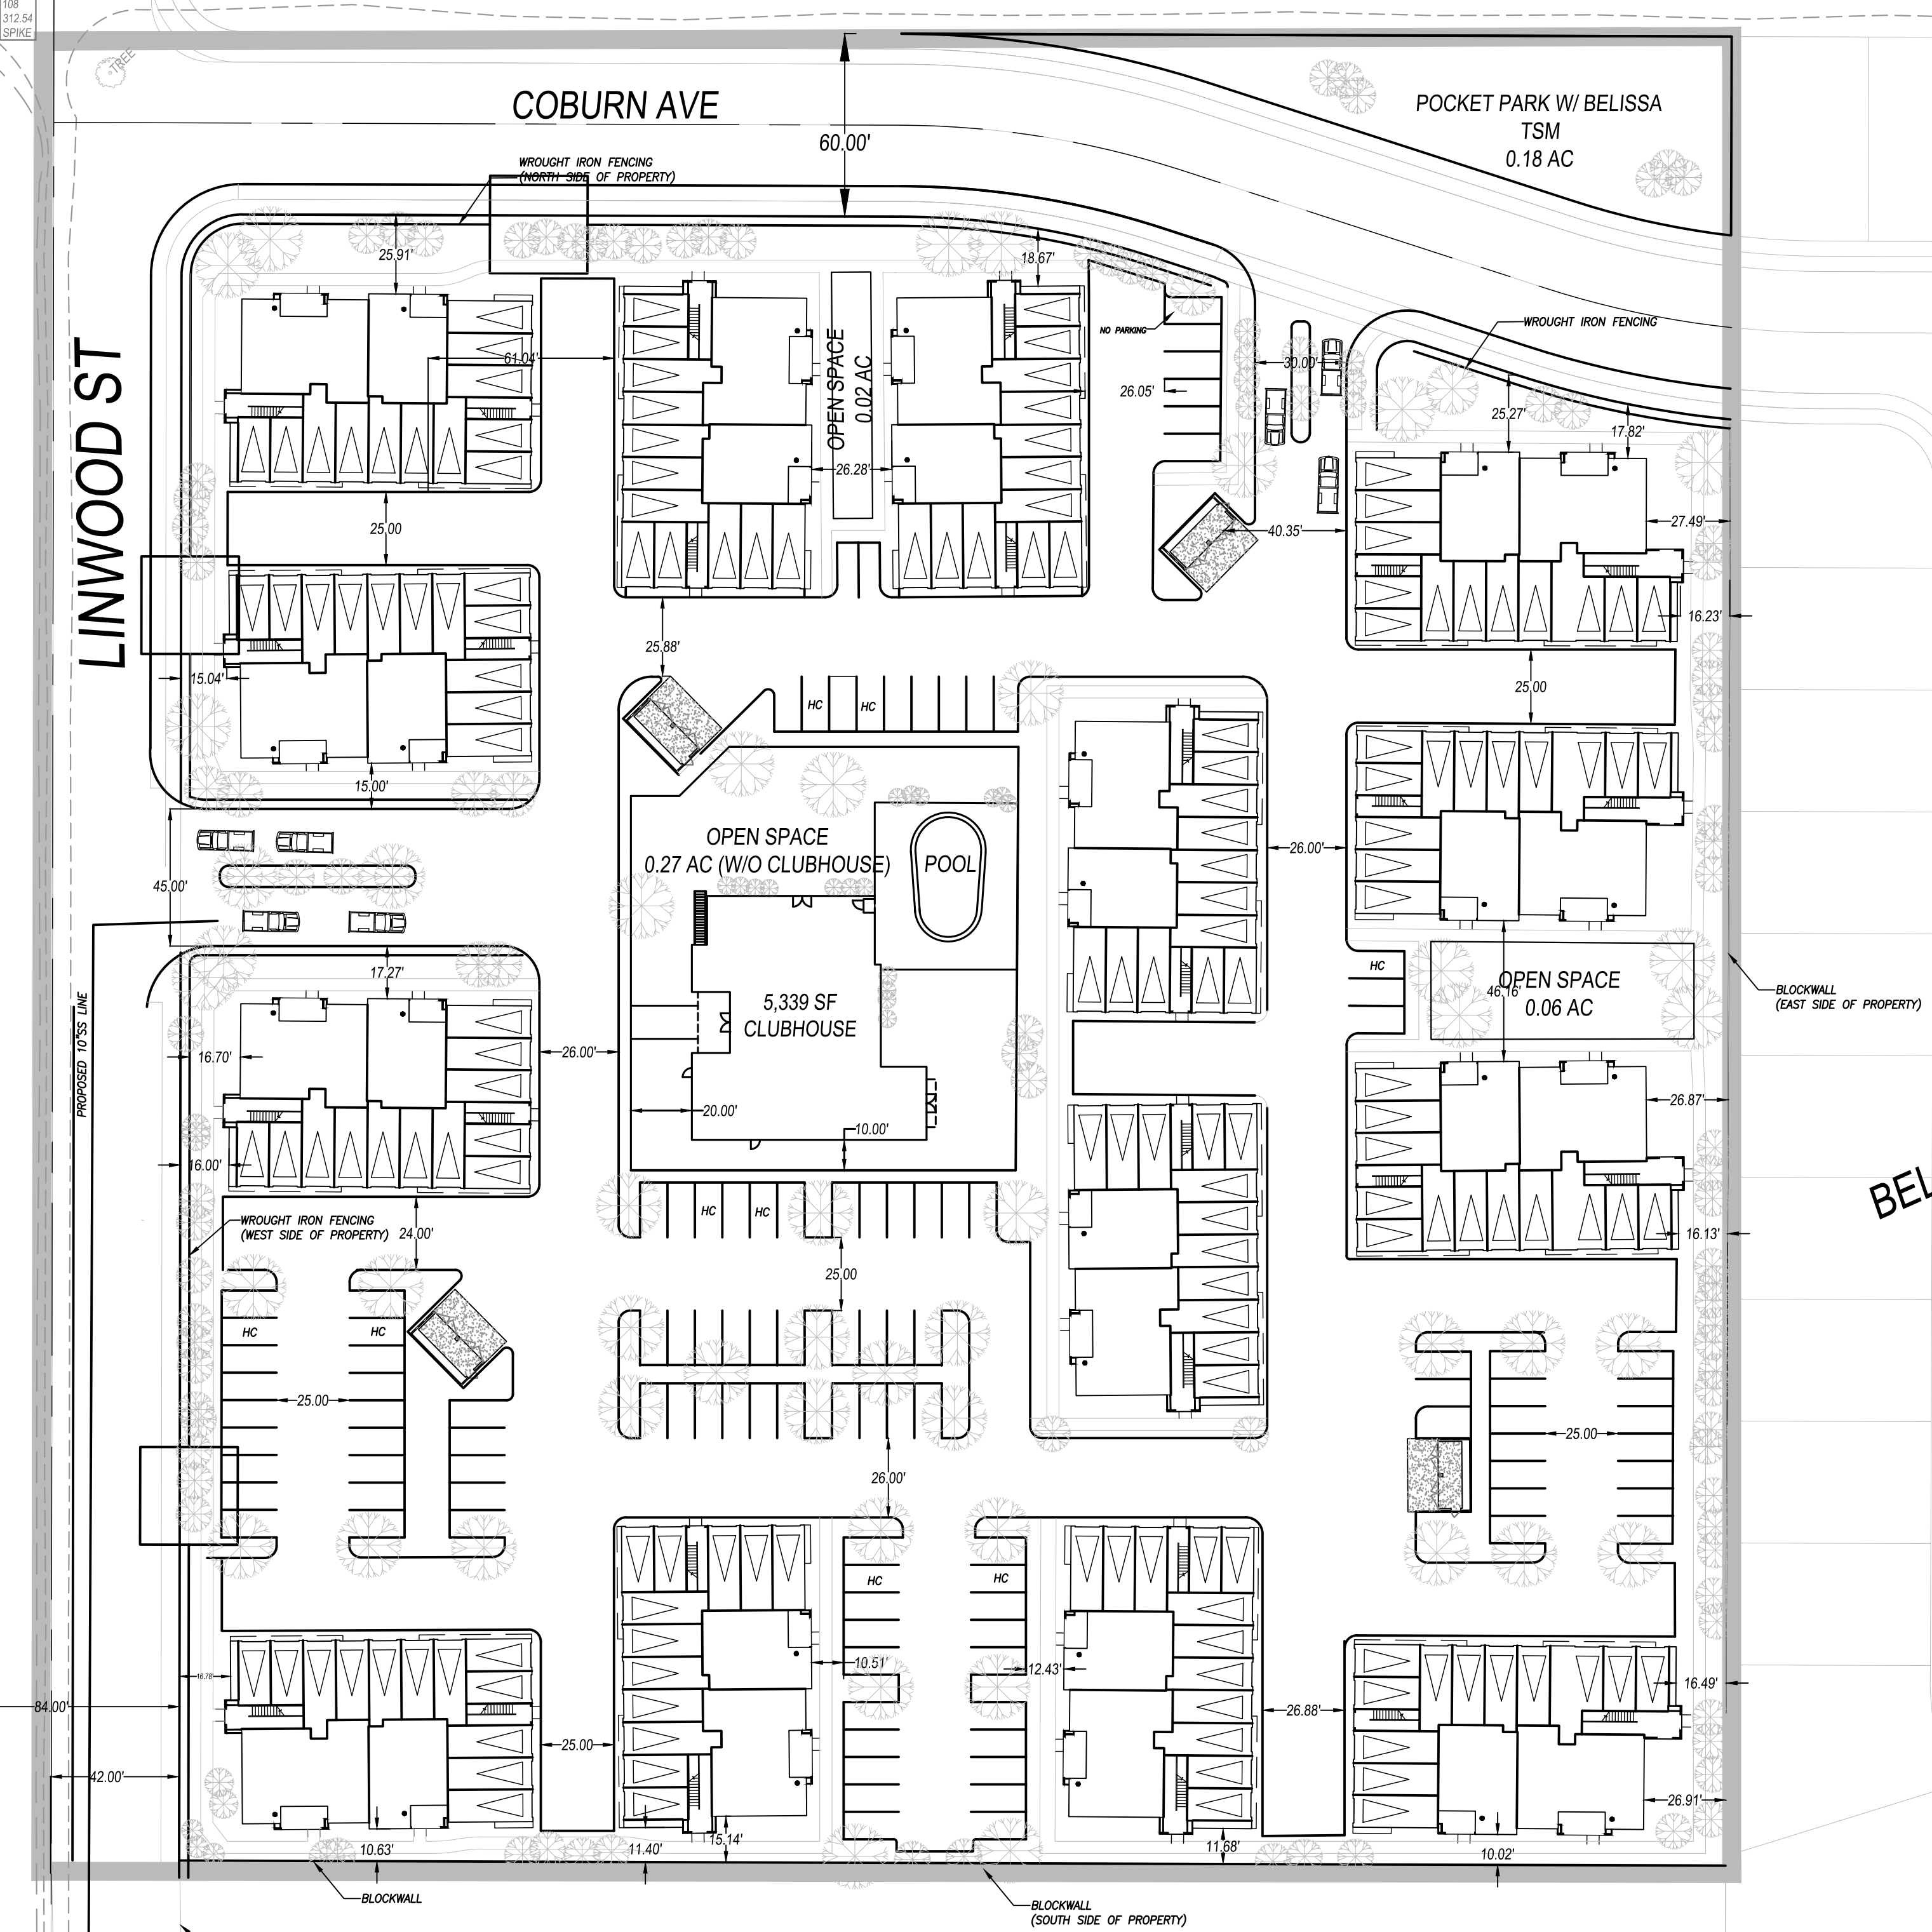 108
312.54
SPIKE
TREE
COBURN AVE
60.00'
POCKET PARK W/ BELISSA
TSM
0.18 AC
WROUGHT IRON FENCING
(NORTH SIDE OF PROPERTY)
25.91'
18.67'
NO PARKING
WROUGHT IRON FENCING
LINWOOD ST
61.04'
OPEN SPACE
0.02 AC
30.00'
26.05'
25.27'
17.82'
26.28'
25.00
40.35'
27.49'
16.23'
25.88'
15.04'
25.00
HC
HC
15.00'
OPEN SPACE
0.27 AC (W/O CLUBHOUSE)
POOL
26.00'
45.00'
17.27'
HC
OPEN SPACE
46.16'
0.06 AC
BLOCKWALL
(EAST SIDE OF PROPERTY)
5,339 SF
CLUBHOUSE
PROPOSED 10"SS LINE
16.70'
26.00'
20.00'
10.00'
26.87'
16.00'
WROUGHT IRON FENCING
(WEST SIDE OF PROPERTY)
24.00'
HC
HC
16.13'
BEL
25.00
HC
HC
25.00
25.00
26.00'
HC
HC
16.78'
10.51'
12.43'
16.49'
84.00'
26.88'
25.00
42.00'
26.91'
10.63'
11.40'
15.14'
11.68'
10.02'
BLOCKWALL
BLOCKWALL
(SOUTH SIDE OF PROPERTY)